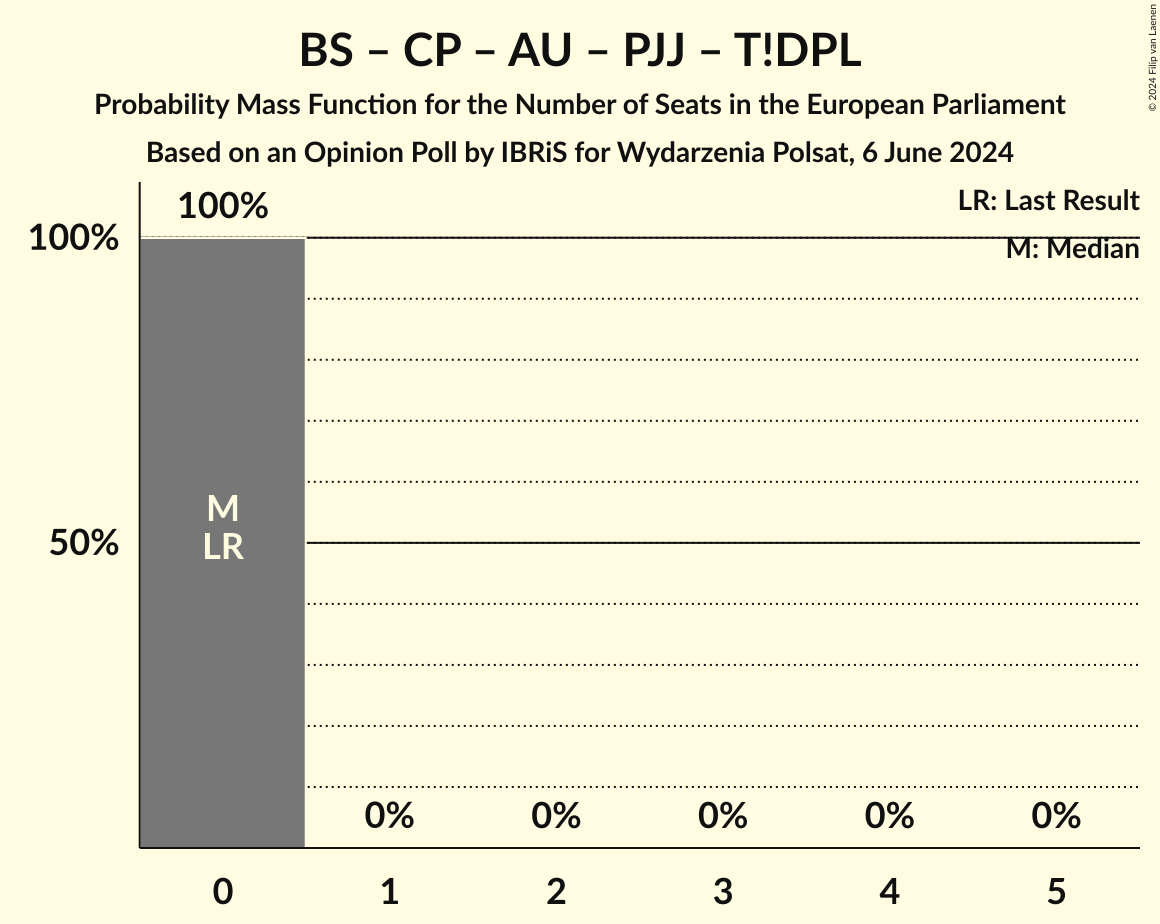 BS – CP – AU – PJJ – T!DPL
Probability Mass Function for the Number of Seats in the European Parliament
Based on an Opinion Poll by IBRiS for Wydarzenia Polsat, 6 June 2024
© 2024 Filip van Laenen
LR: Last Result
M: Median
100%
100%
50%
M
LR
0% 0% 0% 0% 0%
0 1 2 3 4 5